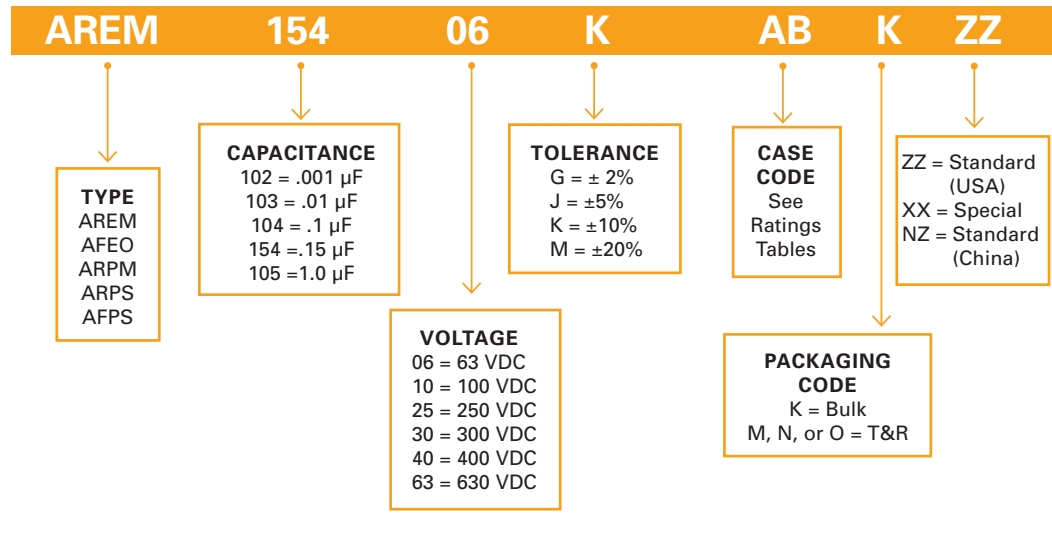 AREM 154 06 K AB K ZZ
TYPE
AREM
AFEO
ARPM
ARPS
AFPS
CAPACITANCE
102 = .001 µF
103 = .01 µF
104 = .1 µF
154 =.15 µF
105 =1.0 µF
VOLTAGE
06 = 63 VDC
10 = 100 VDC
25 = 250 VDC
30 = 300 VDC
40 = 400 VDC
63 = 630 VDC
TOLERANCE
G = ± 2%
J = ±5%
K = ±10%
M = ±20%
CASE
CODE
See
Ratings
Tables
PACKAGING
CODE
K = Bulk
M, N, or O = T&R
ZZ = Standard
(USA)
XX = Special
NZ = Standard
(China)